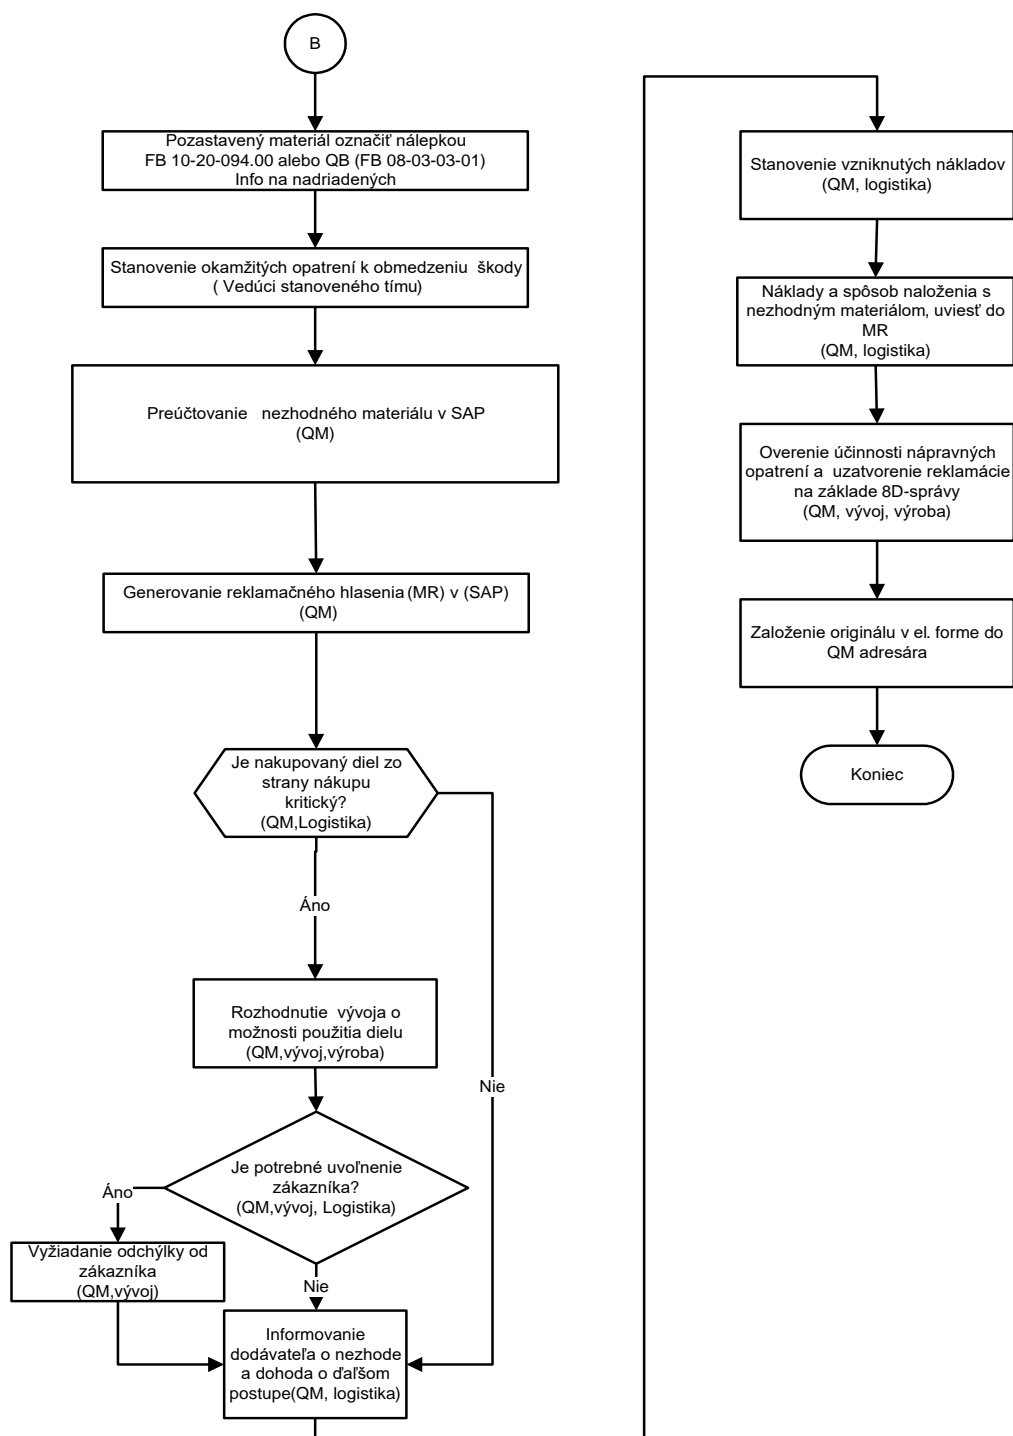 B
Pozastavený materiál označiť nálepkou
FB 10-20-094.00 alebo QB (FB 08-03-03-01)
Info na nadriadených
Stanovenie okamžitých opatrení k obmedzeniu škody
( Vedúci stanoveného tímu)
Preúčtovanie nezhodného materiálu v SAP
(QM)
Generovanie reklamačného hlasenia (MR) v (SAP)
(QM)
Je nakupovaný diel zo
strany nákupu
kritický?
(QM,Logistika)
Áno
Rozhodnutie vývoja o
možnosti použitia dielu
(QM,vývoj,výroba)
Nie
Je potrebné uvoľnenie
zákazníka?
(QM,vývoj, Logistika)
Áno
Vyžiadanie odchýlky od
zákazníka
(QM,vývoj)
Nie
Informovanie
dodávateľa o nezhode
a dohoda o ďaľšom
postupe(QM, logistika)
Stanovenie vzniknutých nákladov
(QM, logistika)
Náklady a spôsob naloženia s
nezhodným materiálom, uviesť do
MR
(QM, logistika)
Overenie účinnosti nápravných
opatrení a uzatvorenie reklamácie
na základe 8D-správy
(QM, vývoj, výroba)
Založenie originálu v el. forme do
QM adresára
Koniec